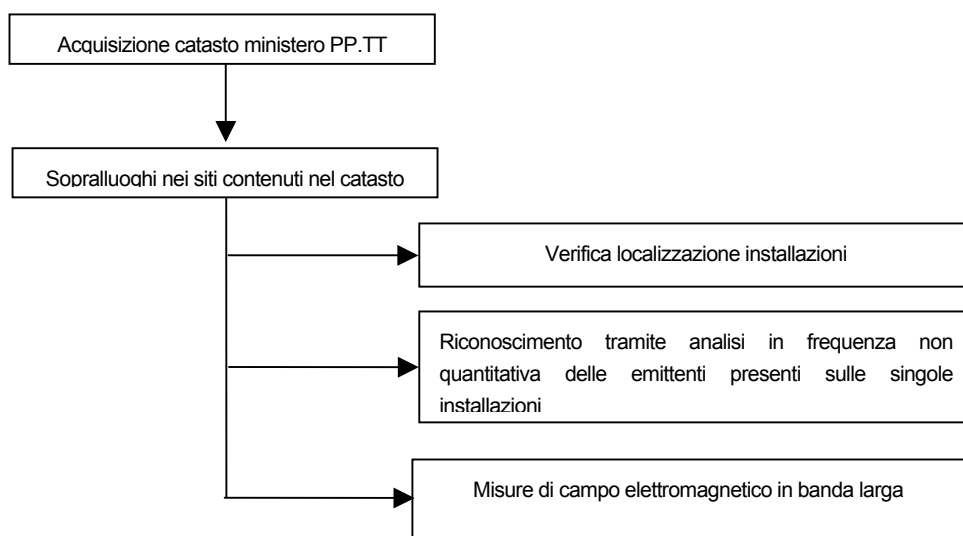 Acquisizione catasto ministero PP.TT
Sopralluoghi nei siti contenuti nel catasto
Verifica localizzazione installazioni
Riconoscimento tramite analisi in frequenza non
quantitativa delle emittenti presenti sulle singole
installazioni
Misure di campo elettromagnetico in banda larga